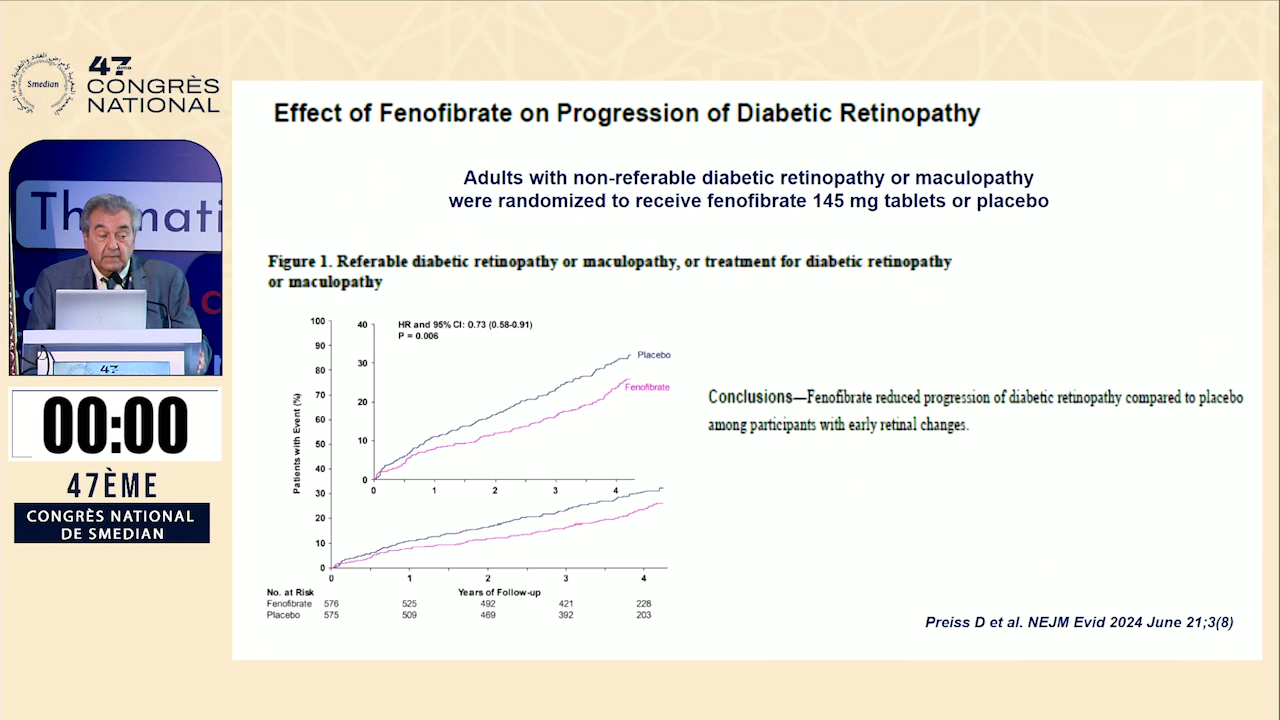 47ème
CONGRÈS
NATIONAL
Smedian
Themati
47
00:00
47ÈME
CONGRÈS NATIONAL
DE SMEDIAN
Effect of Fenofibrate on Progression of Diabetic Retinopathy
Adults with non-referable diabetic retinopathy or maculopathy
were randomized to receive fenofibrate 145 mg tablets or placebo
Figure 1. Referable diabetic retinopathy or maculopathy, or treatment for diabetic retinopathy
or maculopathy
Patients with Event (%)
100
90
80
70
60
50
40
30
20
10
0
40
30
20
10
0
HR and 95% CI: 0.73 (0.58-0.91)
P = 0.006
Placebo
Fenofibrate
0 1 2 3 4
0 1 2 3 4
No. at Risk Years of Follow-up
Fenofibrate 576 525 492 421 228
Placebo 575 509 469 392 203
Conclusions—Fenofibrate reduced progression of diabetic retinopathy compared to placebo
among participants with early retinal changes.
Preiss D et al. NEJM Evid 2024 June 21;3(8)